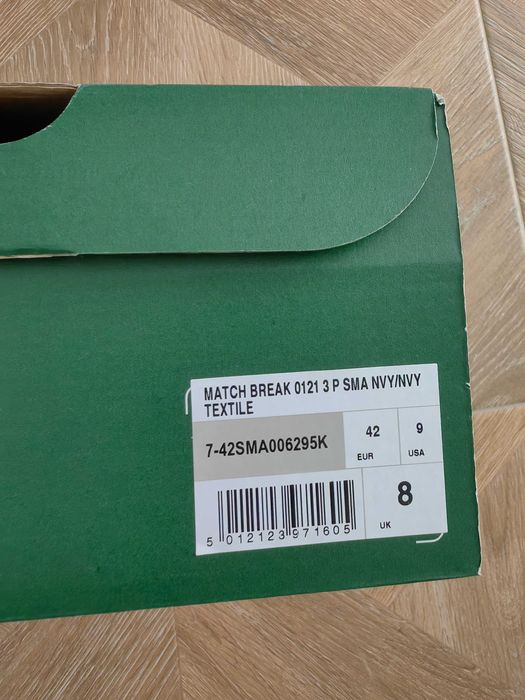 MATCH BREAK 0121 3 P SMA NVY/NVY
TEXTILE
7-42SMA006295K
42
EUR
9
USA
8
UK
5 012123 971605